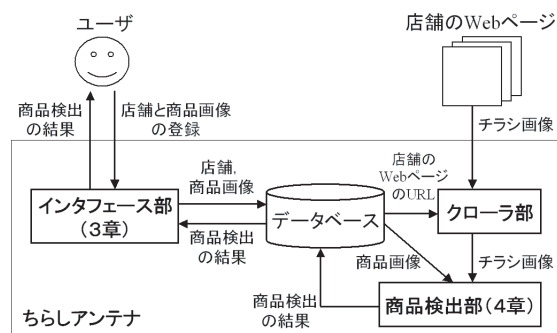 ユーザ
店舗のWebページ
商品検出
の結果
店舗と商品画像
の登録
チラシ画像
店舗,
商品画像
店舗の
Webページ
のURL
インタフェース部
(3章)
データベース
クローラ部
商品検出
の結果
商品画像
チラシ画像
商品検出
の結果
商品検出部(4章)
ちらしアンテナ